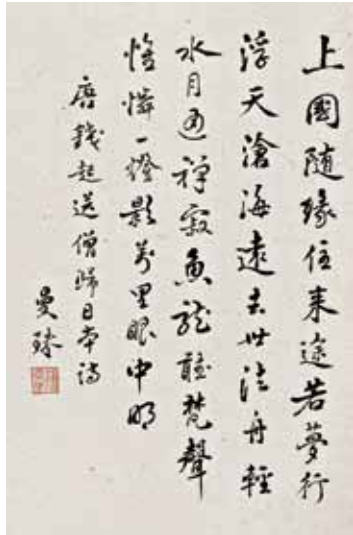 上國隨緣住來途若夢行
浮天滄海遠去世法舟輕
水月通禪寂魚龍聽梵聲
惟憐一燈影萬里眼中明
唐錢起送僧歸日本詩
曼